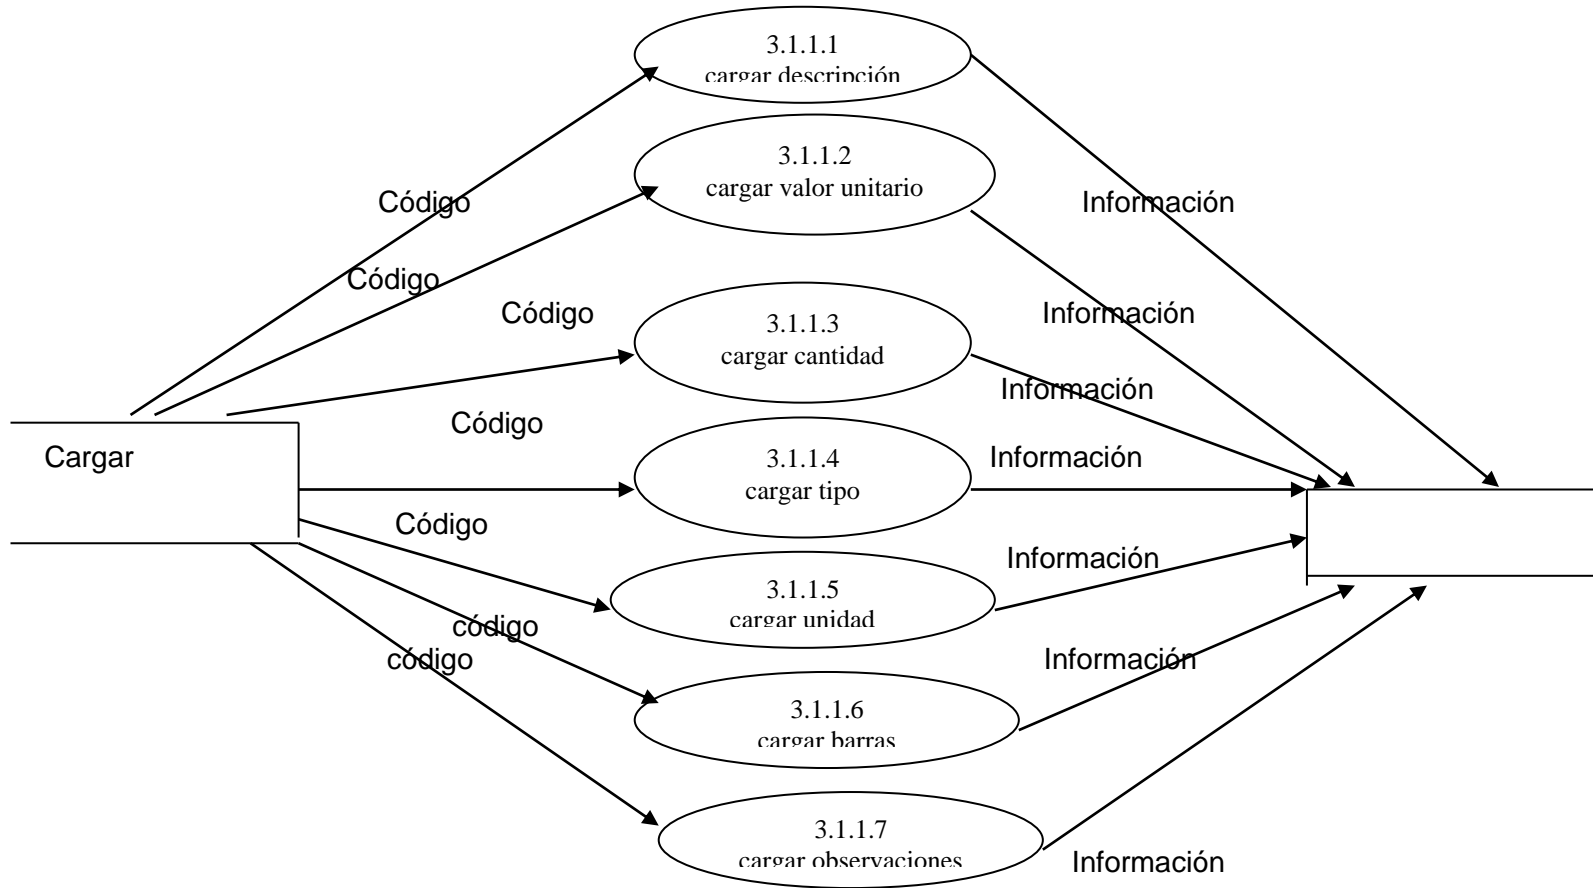 3.1.1.1
cargar descripción
3.1.1.2
cargar valor unitario
Código
Información
Código
Código
3.1.1.3
cargar cantidad
Información
Información
Código
Cargar
3.1.1.4
cargar tipo
Información
Código
Información
3.1.1.5
cargar unidad
código
código
Información
3.1.1.6
cargar barras
3.1.1.7
cargar observaciones
Información